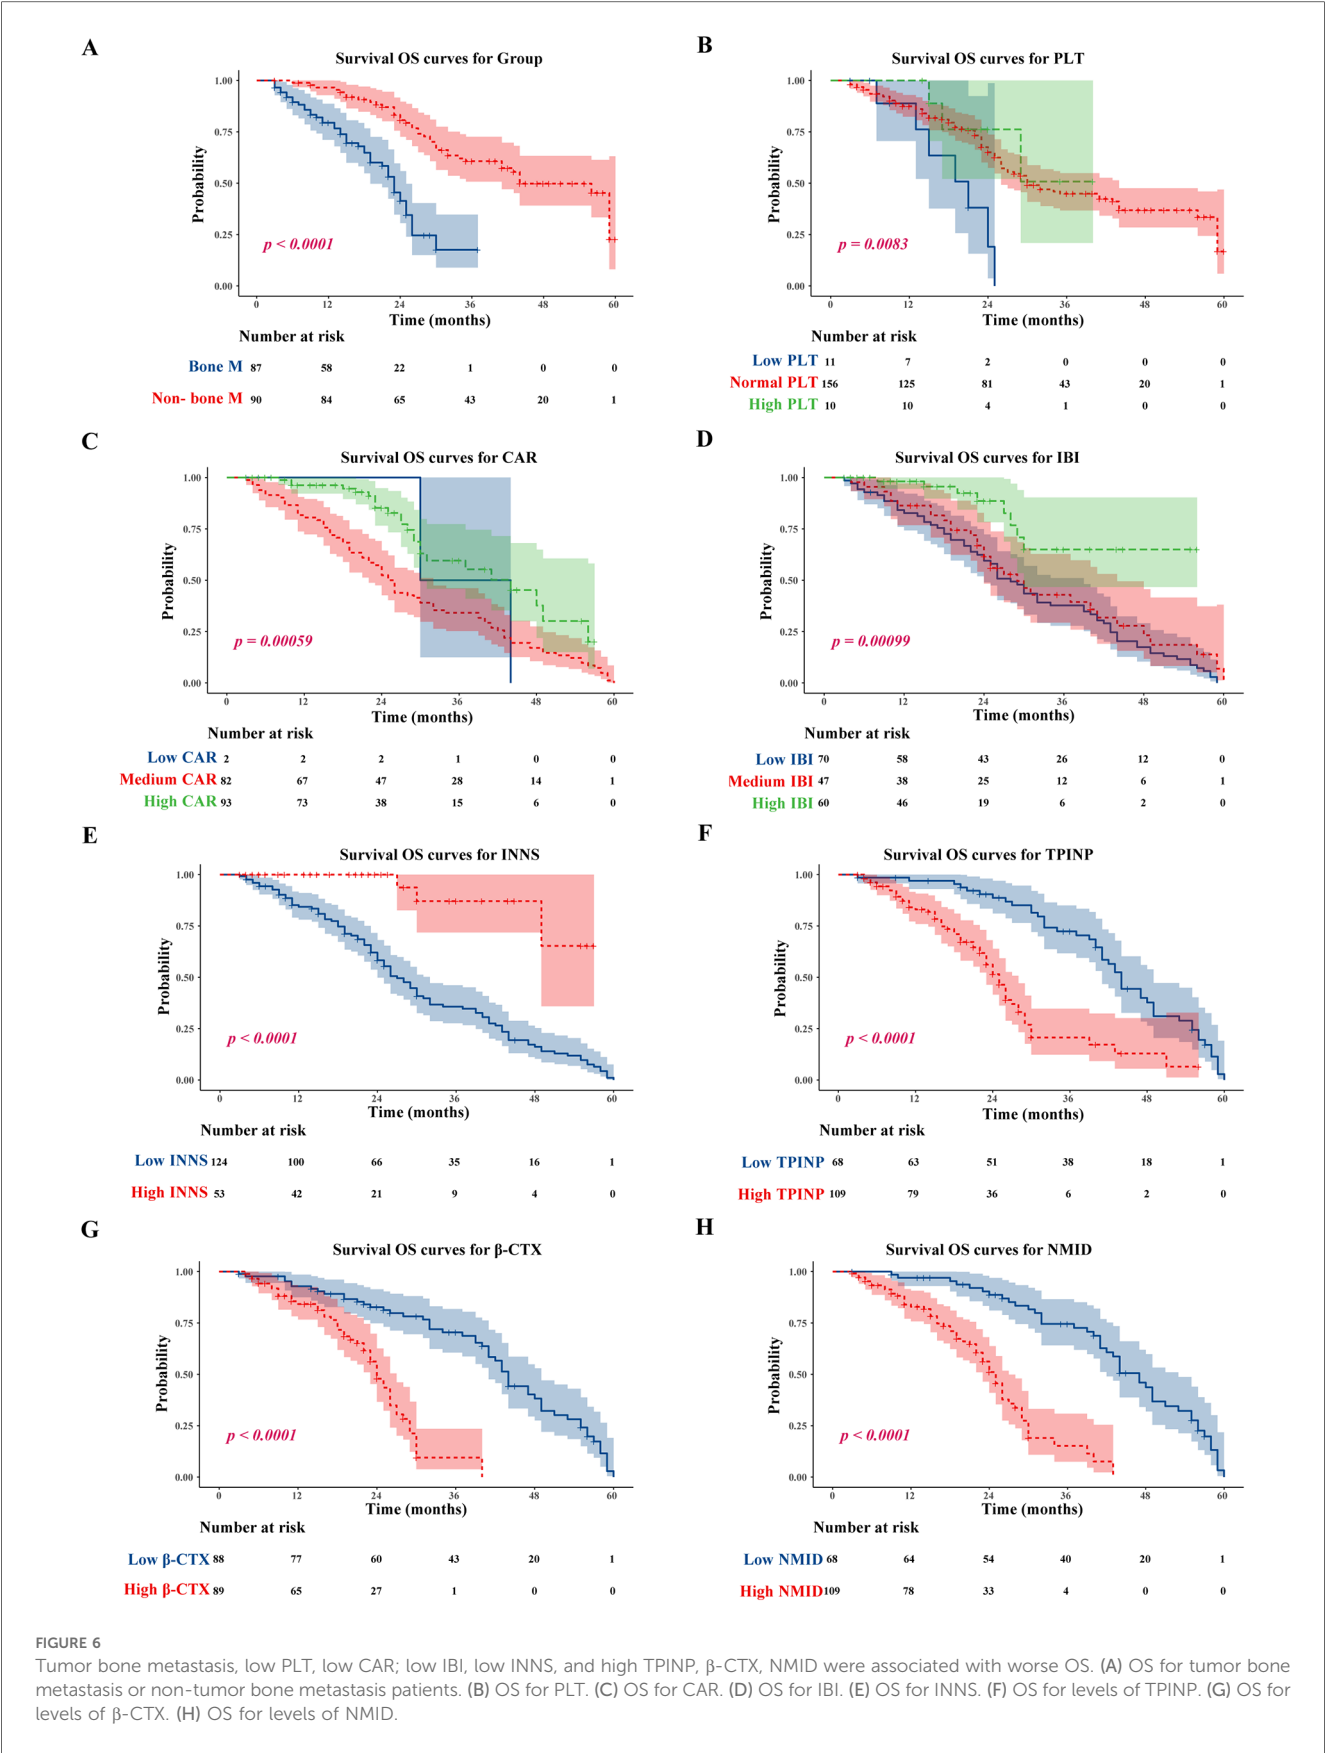 A
Survival OS curves for Group
Probability
1.00
0.75
0.50
0.25
0.00
p < 0.0001
0 12 24 36 48 60
Time (months)
Number at risk
Bone M 87 58 22 1 0 0
Non- bone M 90 84 65 43 20 1
B
Survival OS curves for PLT
Probability
1.00
0.75
0.50
0.25
0.00
p = 0.0083
0 12 24 36 48 60
Time (months)
Number at risk
Low PLT 11 7 2 0 0 0
Normal PLT 156 125 81 43 20 1
High PLT 10 10 4 1 0 0
C
Survival OS curves for CAR
Probability
1.00
0.75
0.50
0.25
0.00
p = 0.00059
0 12 24 36 48 60
Time (months)
Number at risk
Low CAR 2 2 2 1 0 0
Medium CAR 82 67 47 28 14 1
High CAR 93 73 38 15 6 0
D
Survival OS curves for IBI
Probability
1.00
0.75
0.50
0.25
0.00
p = 0.00099
0 12 24 36 48 60
Time (months)
Number at risk
Low IBI 70 58 43 26 12 0
Medium IBI 47 38 25 12 6 1
High IBI 60 46 19 6 2 0
E
Survival OS curves for INNS
Probability
1.00
0.75
0.50
0.25
0.00
p < 0.0001
0 12 24 36 48 60
Time (months)
Number at risk
Low INNS 124 100 66 35 16 1
High INNS 53 42 21 9 4 0
F
Survival OS curves for TPINP
Probability
1.00
0.75
0.50
0.25
0.00
p < 0.0001
0 12 24 36 48 60
Time (months)
Number at risk
Low TPINP 68 63 51 38 18 1
High TPINP 109 79 36 6 2 0
G
Survival OS curves for β-CTX
Probability
1.00
0.75
0.50
0.25
0.00
p < 0.0001
0 12 24 36 48 60
Time (months)
Number at risk
Low β-CTX 88 77 60 43 20 1
High β-CTX 89 65 27 1 0 0
H
Survival OS curves for NMID
Probability
1.00
0.75
0.50
0.25
0.00
p < 0.0001
0 12 24 36 48 60
Time (months)
Number at risk
Low NMID 68 64 54 40 20 1
High NMID 109 78 33 4 0 0
FIGURE 6
Tumor bone metastasis, low PLT, low CAR; low IBI, low INNS, and high TPINP, β-CTX, NMID were associated with worse OS. (A) OS for tumor bone
metastasis or non-tumor bone metastasis patients. (B) OS for PLT. (C) OS for CAR. (D) OS for IBI. (E) OS for INNS. (F) OS for levels of TPINP. (G) OS for
levels of β-CTX. (H) OS for levels of NMID.